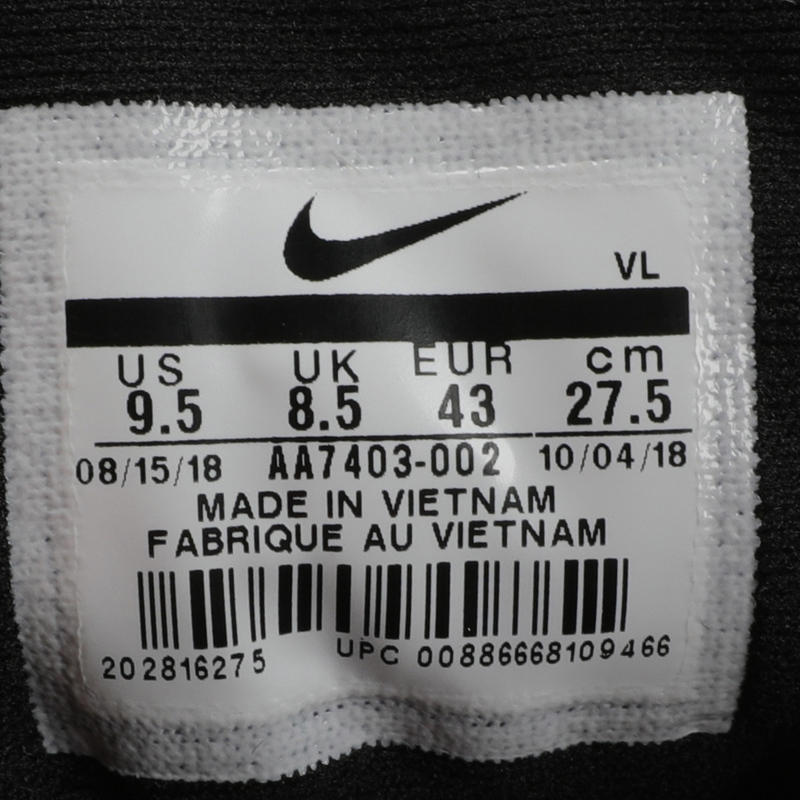 VL
US UK EUR cm
9.5 8.5 43 27.5
08/15/18 AA7403-002 10/04/18
MADE IN VIETNAM
FABRIQUE AU VIETNAM
202816275 UPC 00886668109466